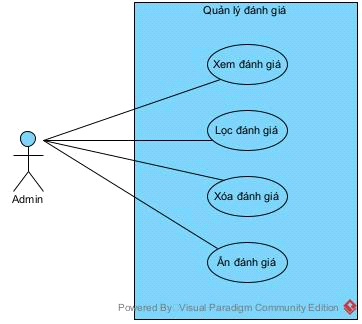 Quản lý đánh giá
Xem đánh giá
Lọc đánh giá
Admin
Xóa đánh giá
Ẩn đánh giá
Powered By Visual Paradigm Community Edition